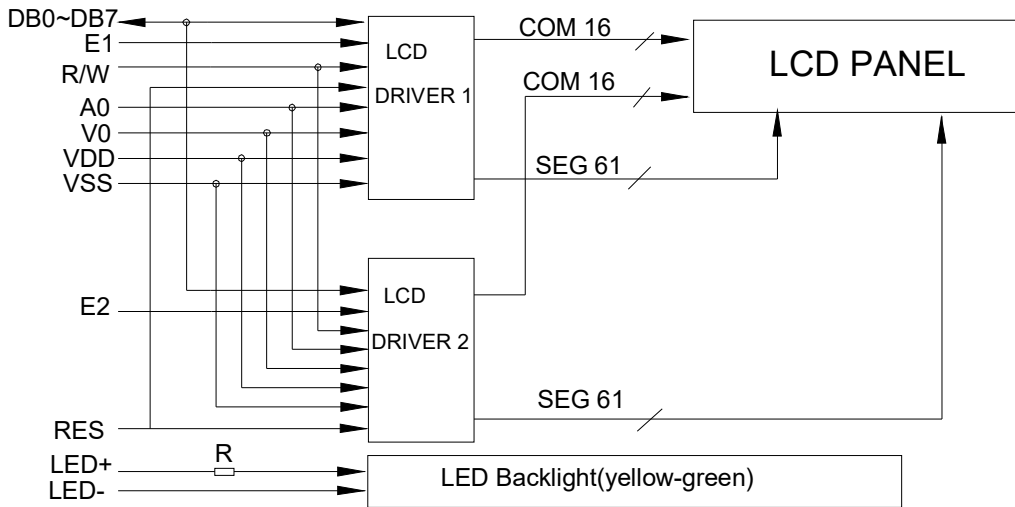 DB0~DB7
E1
R/W
A0
V0
VDD
VSS
LCD
DRIVER 1
COM 16
COM 16
SEG 61
LCD PANEL
E2
RES
LCD
DRIVER 2
SEG 61
LED+
LED-
R
LED Backlight(yellow-green)